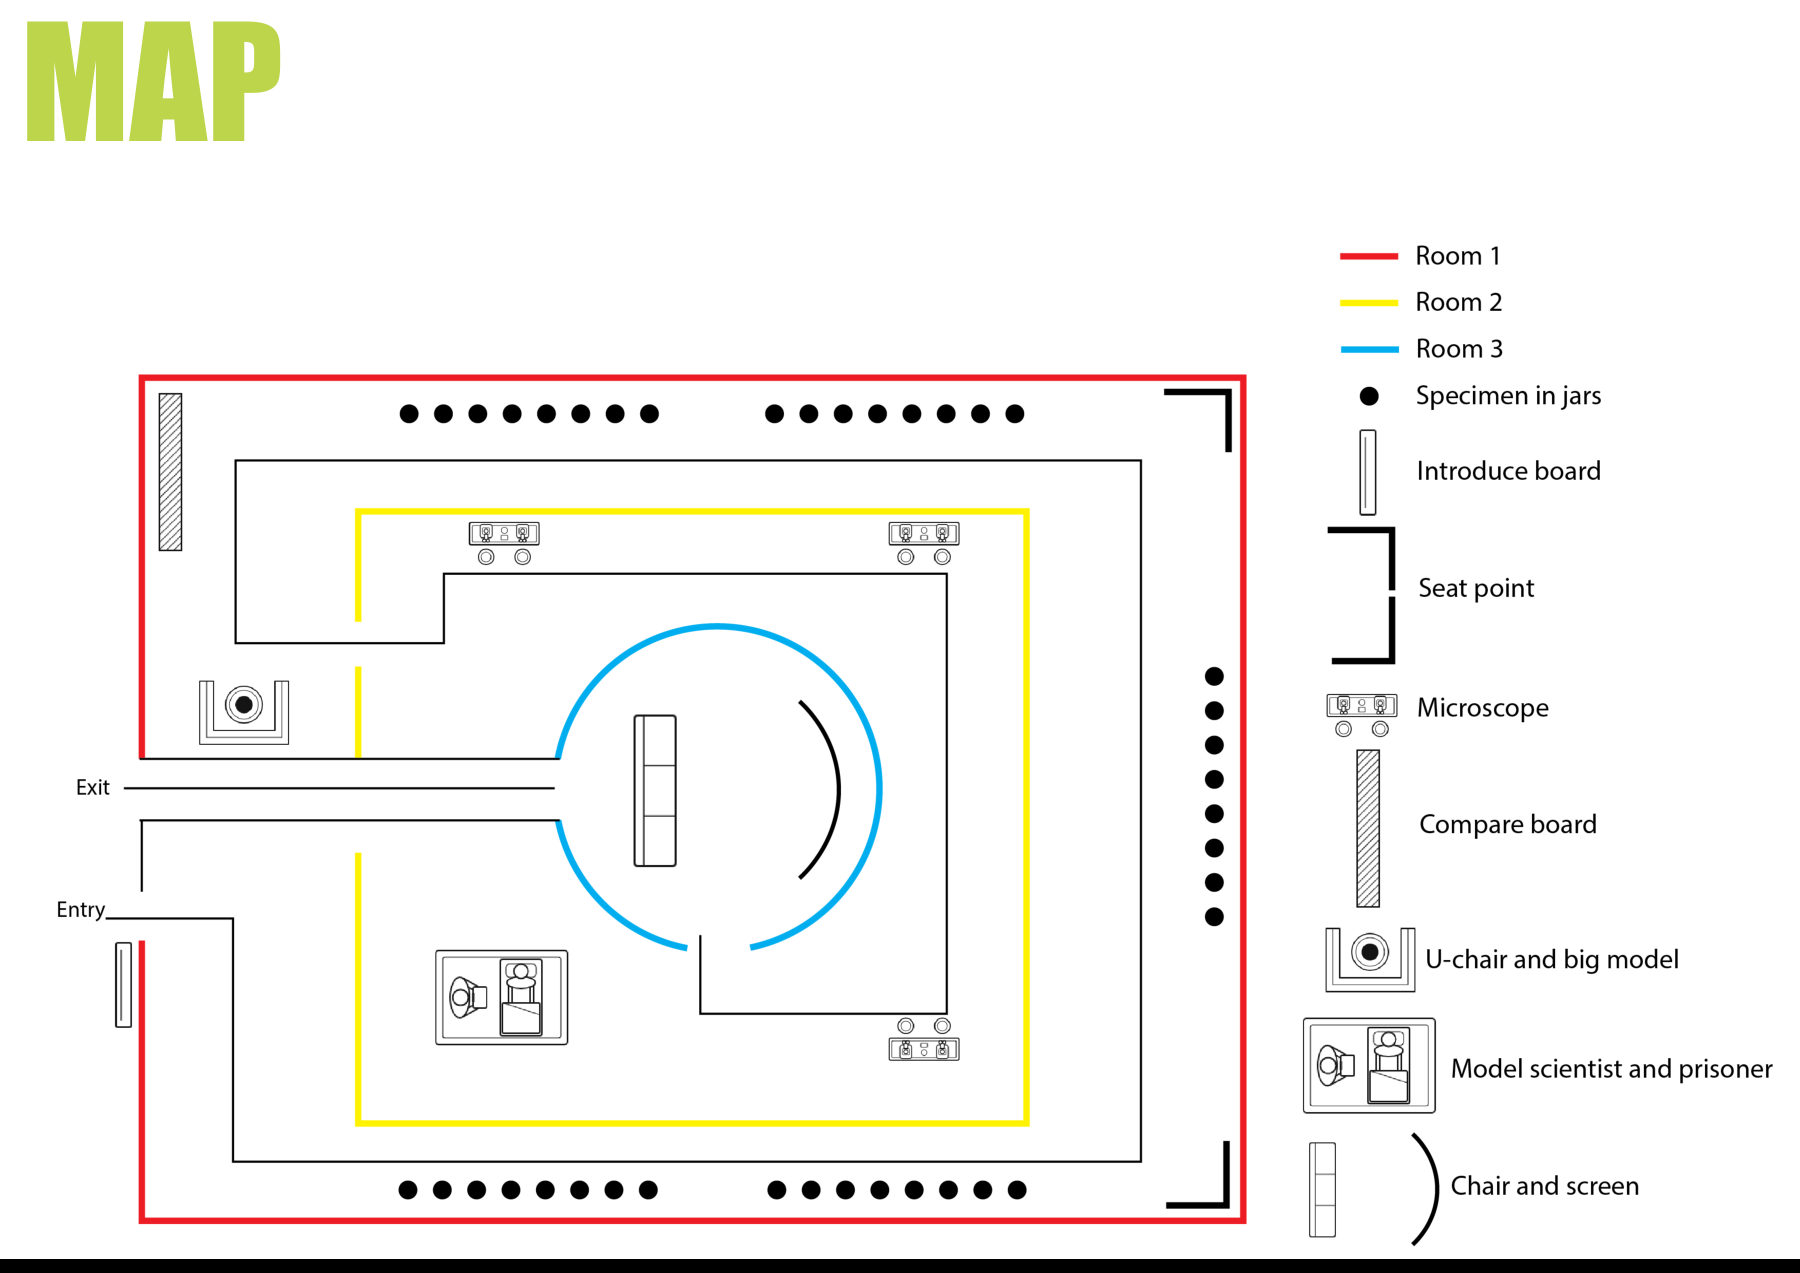 MAP
Room 1
Room 2
Room 3
Specimen in jars
Introduce board
Seat point
Microscope
Exit
Compare board
Entry
U-chair and big model
Model scientist and prisoner
Chair and screen